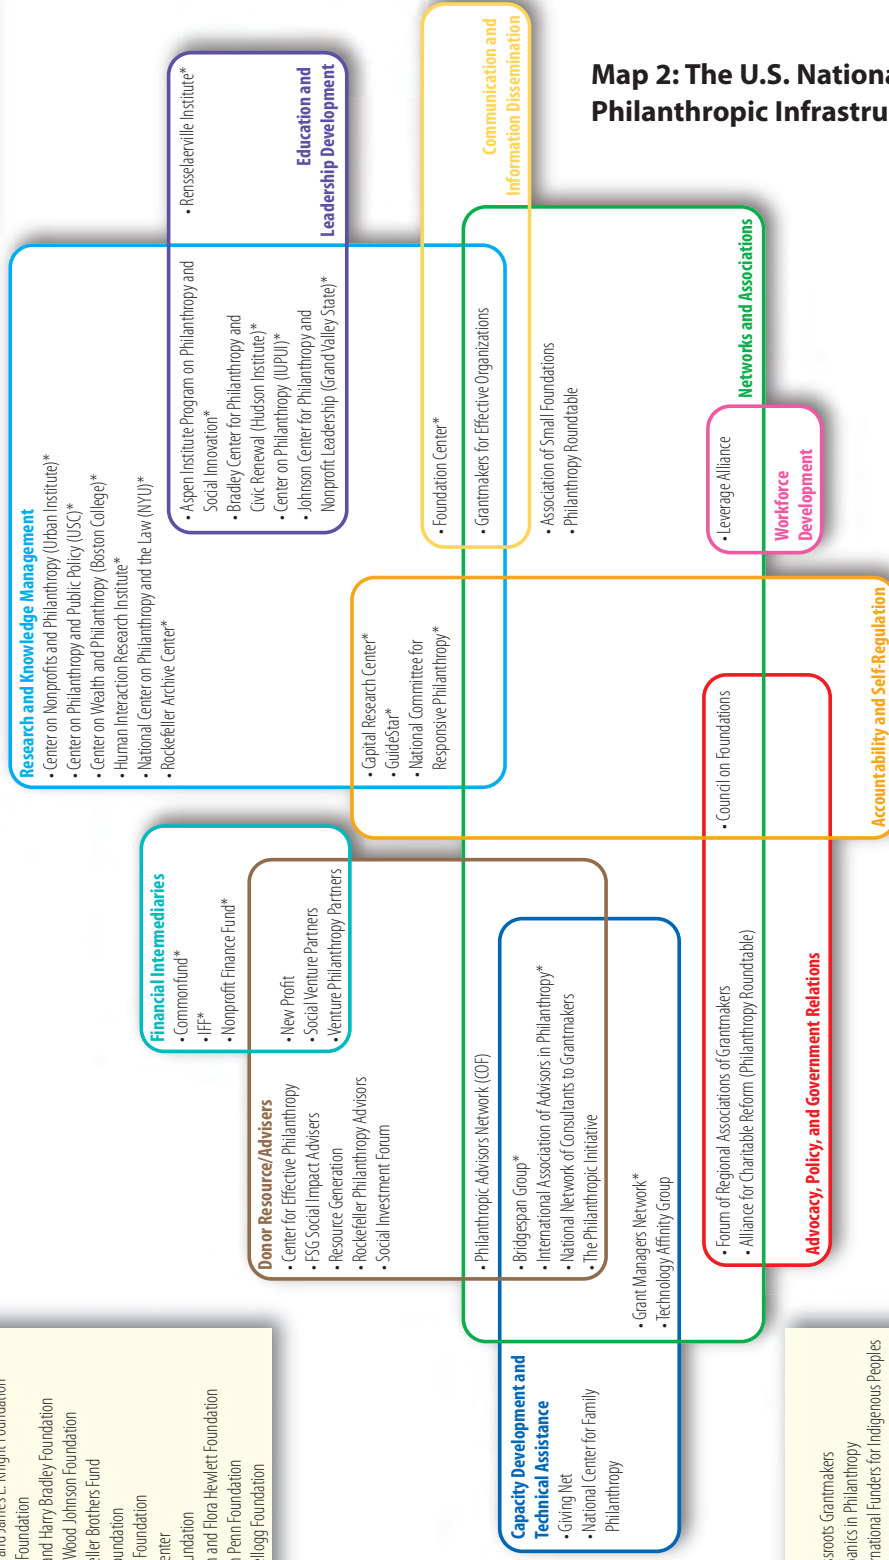 Map 2: The U.S. Nationa
Philanthropic Infrastru
Research and Knowledge Management
• Center on Nonprofits and Philanthropy (Urban Institute)*
• Center on Philanthropy and Public Policy (USC)*
• Center on Wealth and Philanthropy (Boston College)*
• Human Interaction Research Institute*
• National Center on Philanthropy and the Law (NYU)*
• Rockefeller Archive Center*
• Aspen Institute Program on Philanthropy and
Social Innovation*
• Bradley Center for Philanthropy and
Civic Renewal (Hudson Institute)*
• Center on Philanthropy (IUPUI)*
• Johnson Center for Philanthropy and
Nonprofit Leadership (Grand Valley State)*
• Rensselaerville Institute*
Education and
Leadership Development
Communication and
Information Dissemination
• Foundation Center*
• Grantmakers for Effective Organizations
• Association of Small Foundations
• Philanthropy Roundtable
Networks and Associations
• Leverage Alliance
Workforce
Development
• Capital Research Center*
• GuideStar*
• National Committee for
Responsive Philanthropy*
• Council on Foundations
Accountability and Self-Regulation
Financial Intermediaries
• Commonfund*
• IFF*
• Nonprofit Finance Fund*
• New Profit
• Social Venture Partners
• Venture Philanthropy Partners
Donor Resource/Advisers
• Center for Effective Philanthropy
• FSG Social Impact Advisers
• Resource Generation
• Rockefeller Philanthropy Advisors
• Social Investment Forum
• Philanthropic Advisors Network (COF)
• Bridgespan Group*
• International Association of Advisors in Philanthropy*
• National Network of Consultants to Grantmakers
• The Philanthropic Initiative
• Grant Managers Network*
• Technology Affinity Group
• Forum of Regional Associations of Grantmakers
• Alliance for Charitable Reform (Philanthropy Roundtable)
Advocacy, Policy, and Government Relations
Capacity Development and
Technical Assistance
• Giving Net
• National Center for Family
Philanthropy
and James L. Knight Foundation
Foundation
and Harry Bradley Foundation
Wood Johnson Foundation
eller Brothers Fund
oundation
Foundation
enter
undation
n and Flora Hewlett Foundation
n Penn Foundation
ellogg Foundation
ssroots Grantmakers
panics in Philanthropy
rnational Funders for Indigenous Peoples